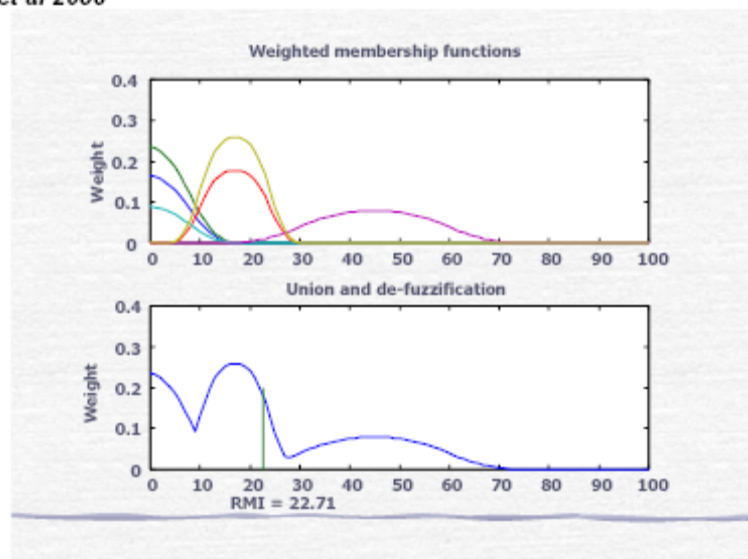 et al
Weighted membership functions
0.4
0.3
0.2
0.1
0
Weight
0 10 20 30 40 50 60 70 80 90 100
Union and de-fuzzification
0.4
0.3
0.2
0.1
0
Weight
0 10 20 30 40 50 60 70 80 90 100
RMI = 22.71